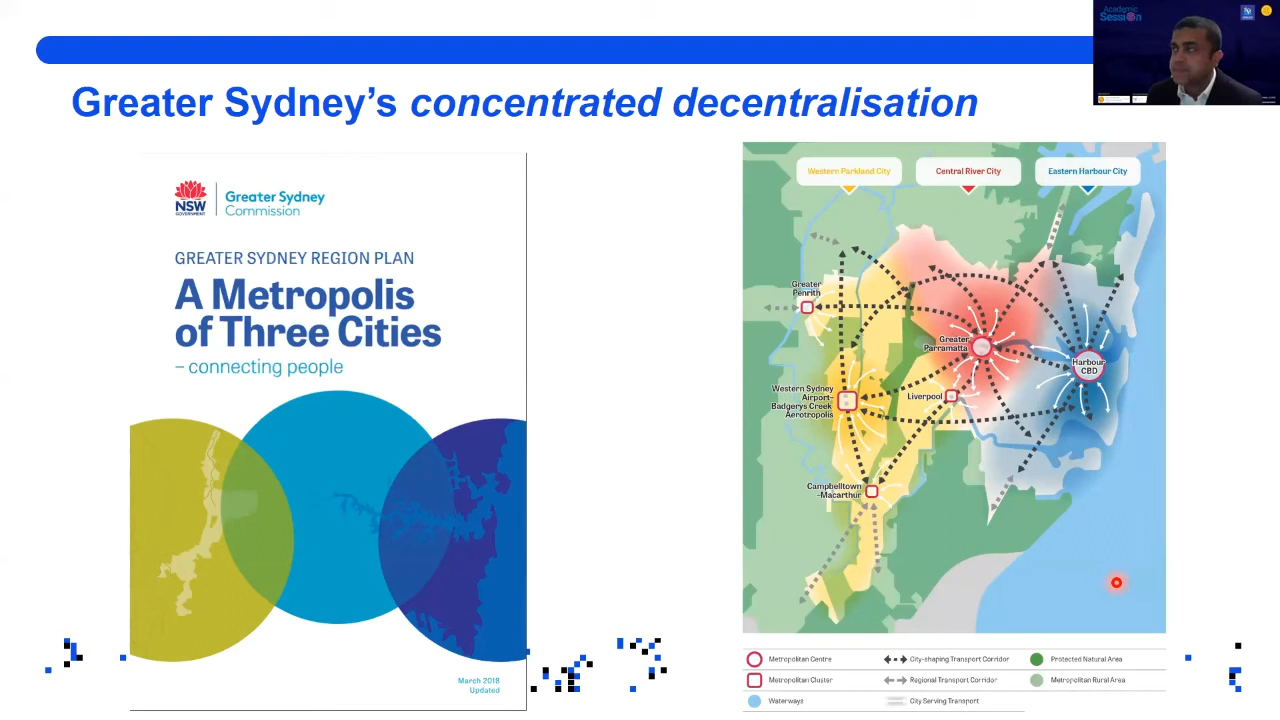 Academic
Session
Greater Sydney's concentrated decentralisation
NSW
GOVERNMENT
Greater Sydney
Commission
GREATER SYDNEY REGION PLAN
A Metropolis
of Three Cities
– connecting people
March 2018
Updated
Western Parkland City
Central River City
Eastern Harbour City
Greater
Penrith
Greater
Parramatta
Harbour
CBD
Western Sydney
Airport–
Badgerys Creek
Aerotropolis
Liverpool
Campbelltown
–Macarthur
Metropolitan Centre
City-shaping Transport Corridor
Protected Natural Area
Metropolitan Cluster
Regional Transport Corridor
Metropolitan Rural Area
Waterways
City Serving Transport